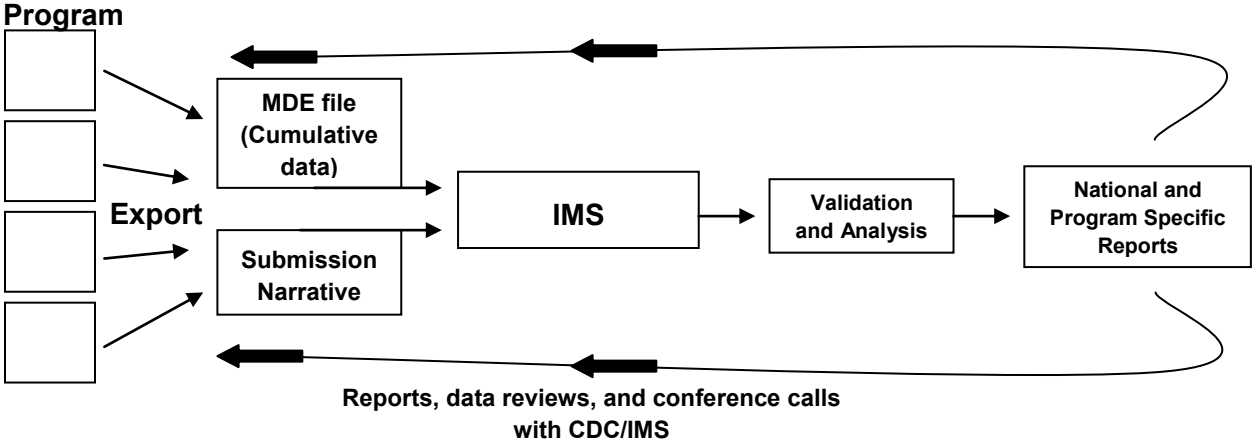 Program
Export
MDE file
(Cumulative
data)
Submission
Narrative
IMS
Validation
and Analysis
National and
Program Specific
Reports
Reports, data reviews, and conference calls
with CDC/IMS